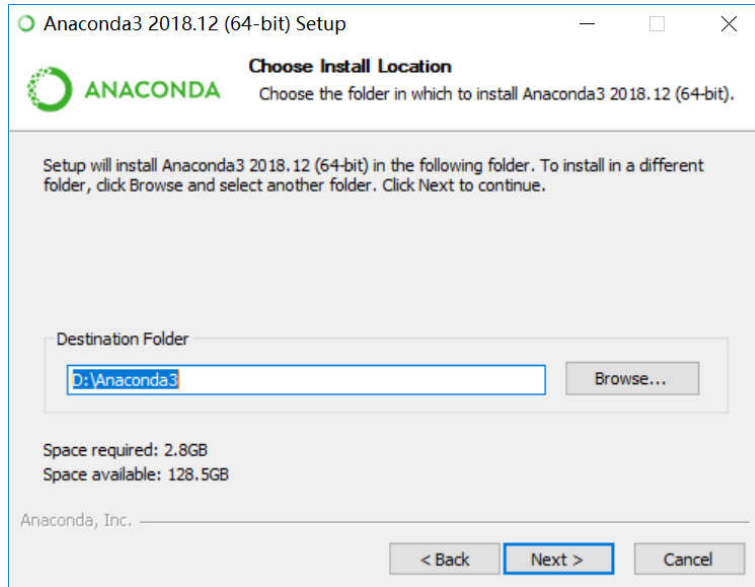 Anaconda3 2018.12 (64-bit) Setup
ANACONDA
Choose Install Location
Choose the folder in which to install Anaconda3 2018.12 (64-bit).
Setup will install Anaconda3 2018.12 (64-bit) in the following folder. To install in a different
folder, click Browse and select another folder. Click Next to continue.
Destination Folder
D:\Anaconda3
Browse...
Space required: 2.8GB
Space available: 128.5GB
Anaconda, Inc.
< Back
Next >
Cancel